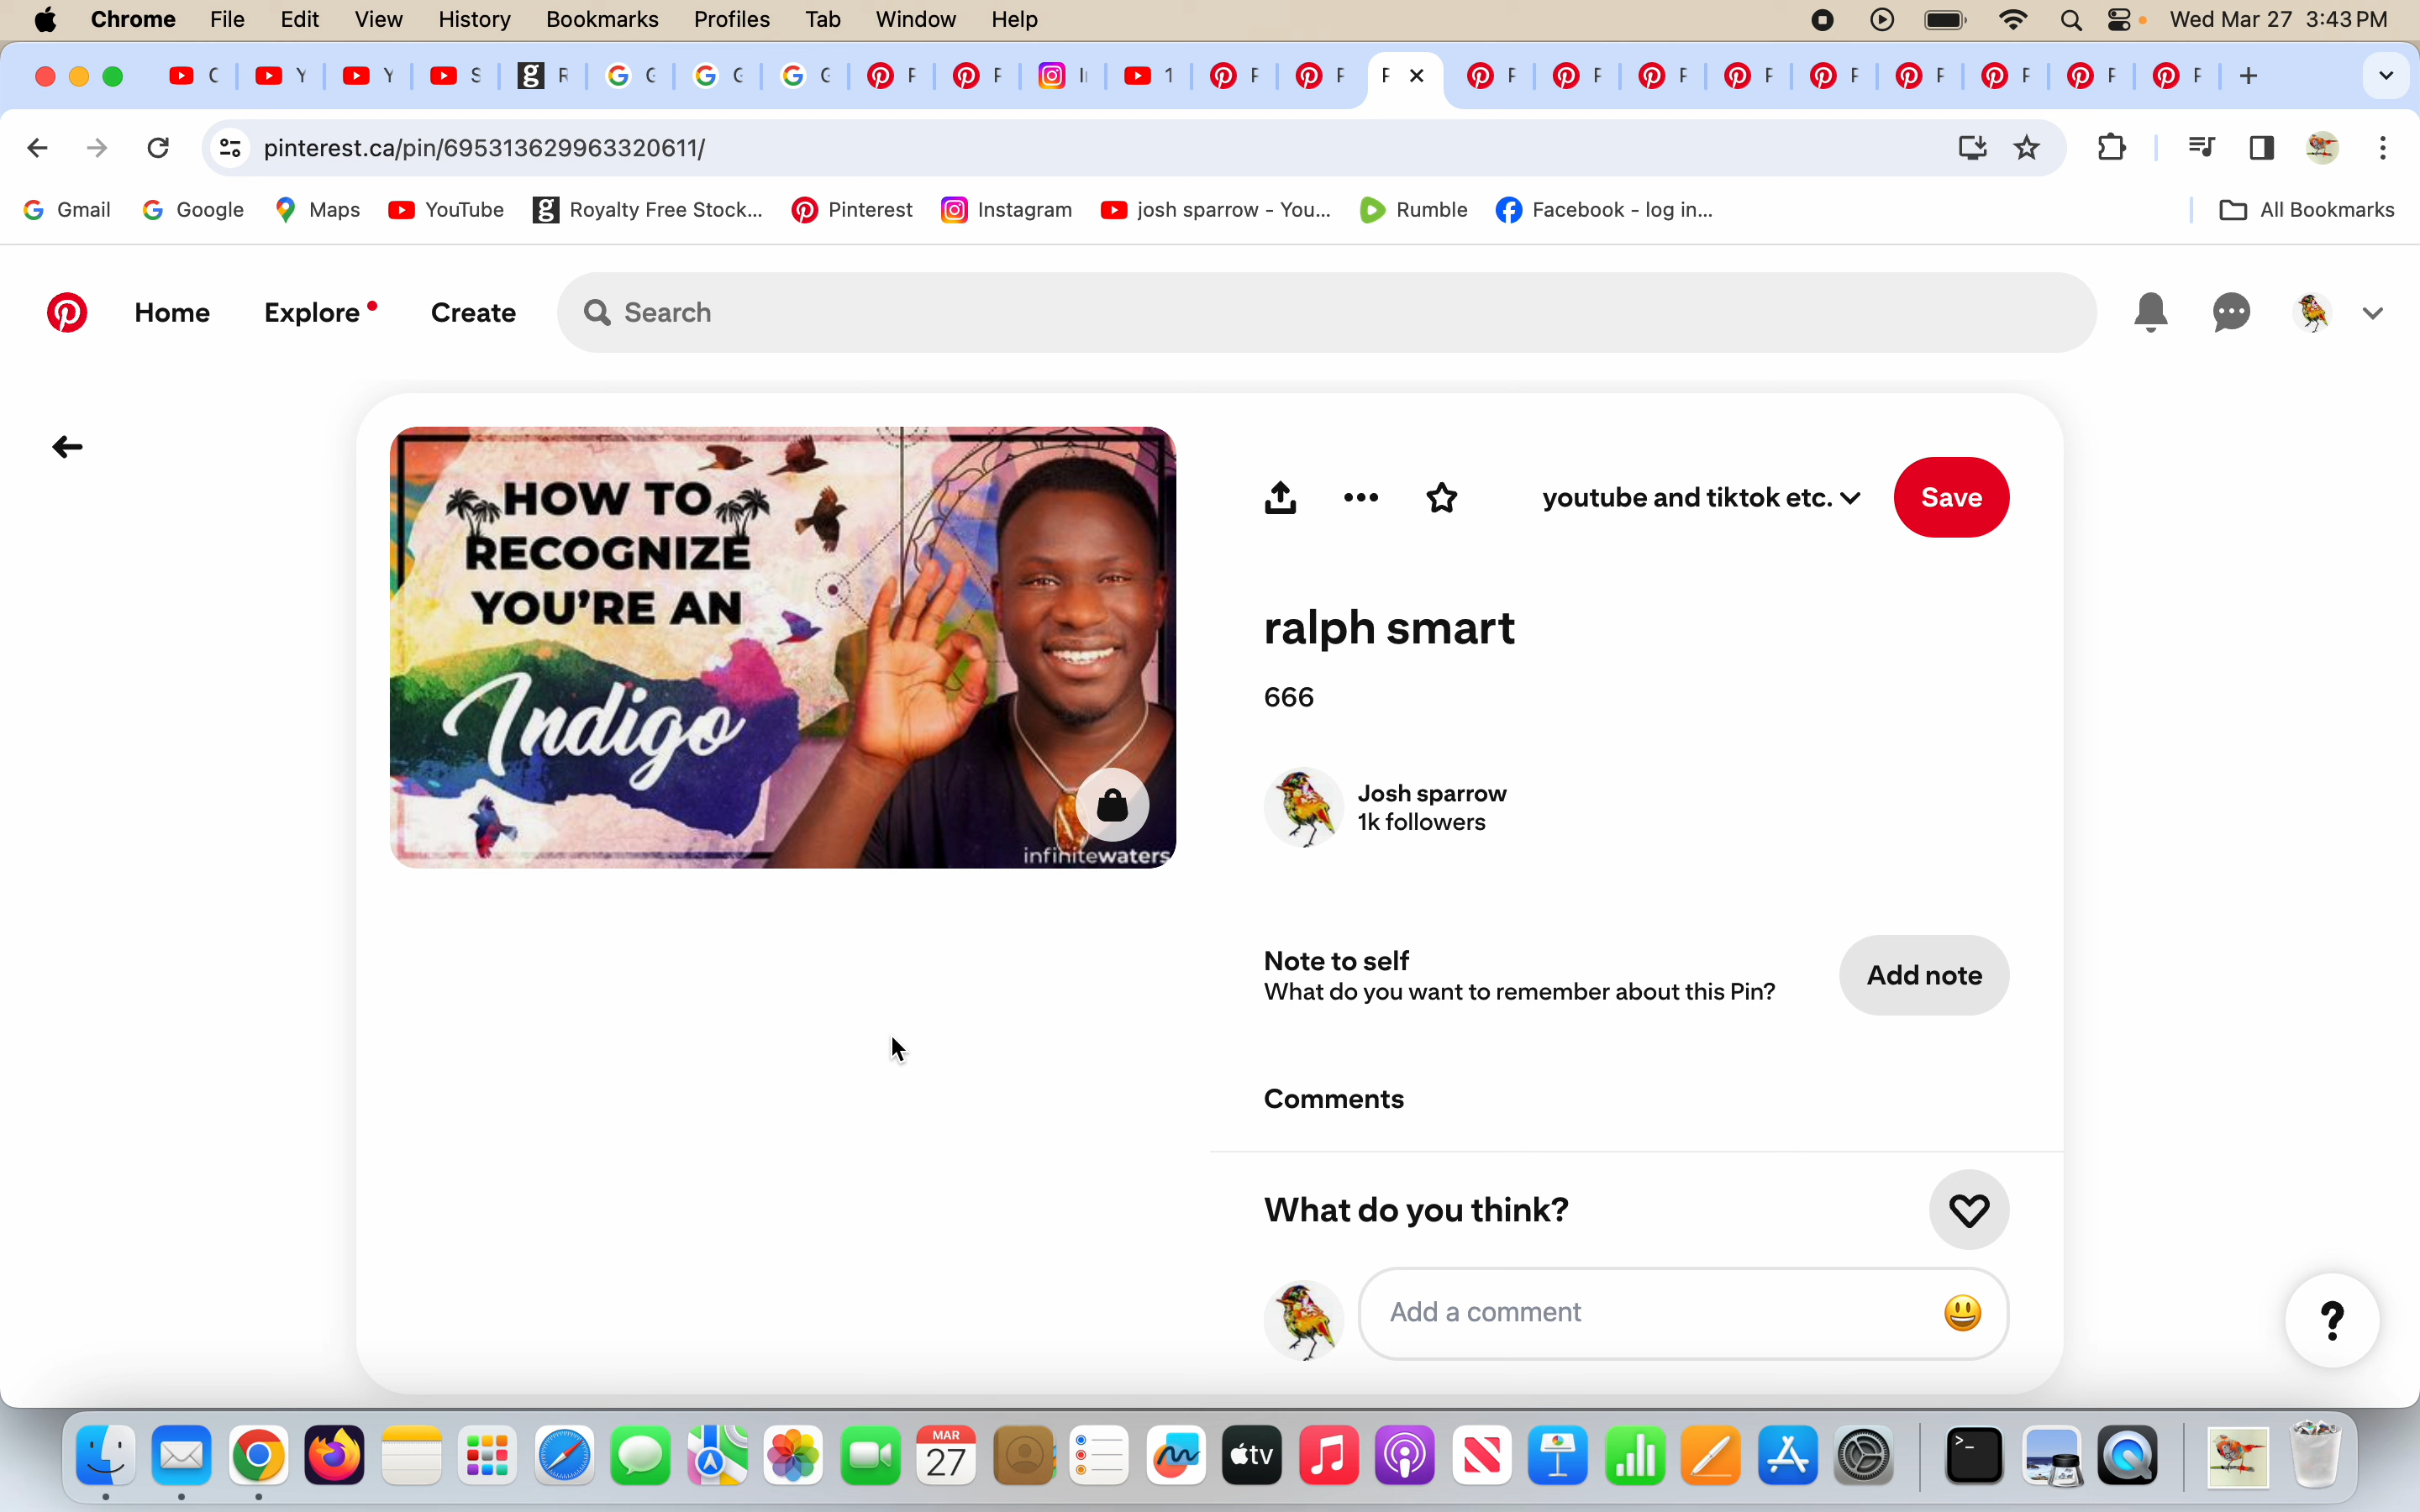 Chrome File Edit View History Bookmarks Profiles Tab Window Help Wed Mar 27 3:43 PM
C Y Y S R G G G F F I 1 F F F F F F F F F F F F
pinterest.ca/pin/695313629963320611/
Gmail Google Maps YouTube Royalty Free Stock... Pinterest Instagram josh sparrow - You... Rumble Facebook - log in... All Bookmarks
Home Explore Create Search
HOW TO
RECOGNIZE
YOU'RE AN
Indigo
infinitewaters
youtube and tiktok etc. Save
ralph smart
666
Josh sparrow
1k followers
Note to self
What do you want to remember about this Pin?
Add note
Comments
What do you think?
Add a comment
?
MAR
27
tv